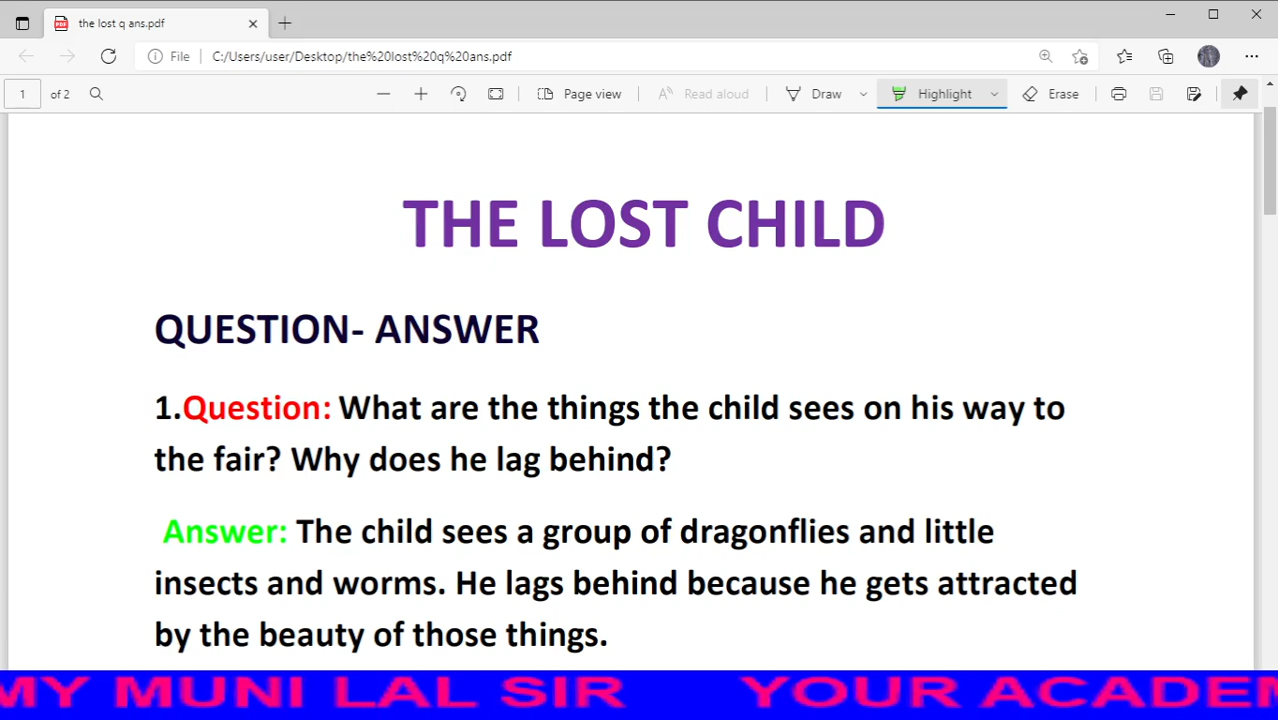 the lost q ans.pdf
File C:/Users/user/Desktop/the%20lost%20q%20ans.pdf
1 of 2 Page view Read aloud Draw Highlight Erase
THE LOST CHILD
QUESTION- ANSWER
1.Question: What are the things the child sees on his way to
the fair? Why does he lag behind?
Answer: The child sees a group of dragonflies and little
insects and worms. He lags behind because he gets attracted
by the beauty of those things.
MY MUNI LAL SIR YOUR ACADEM